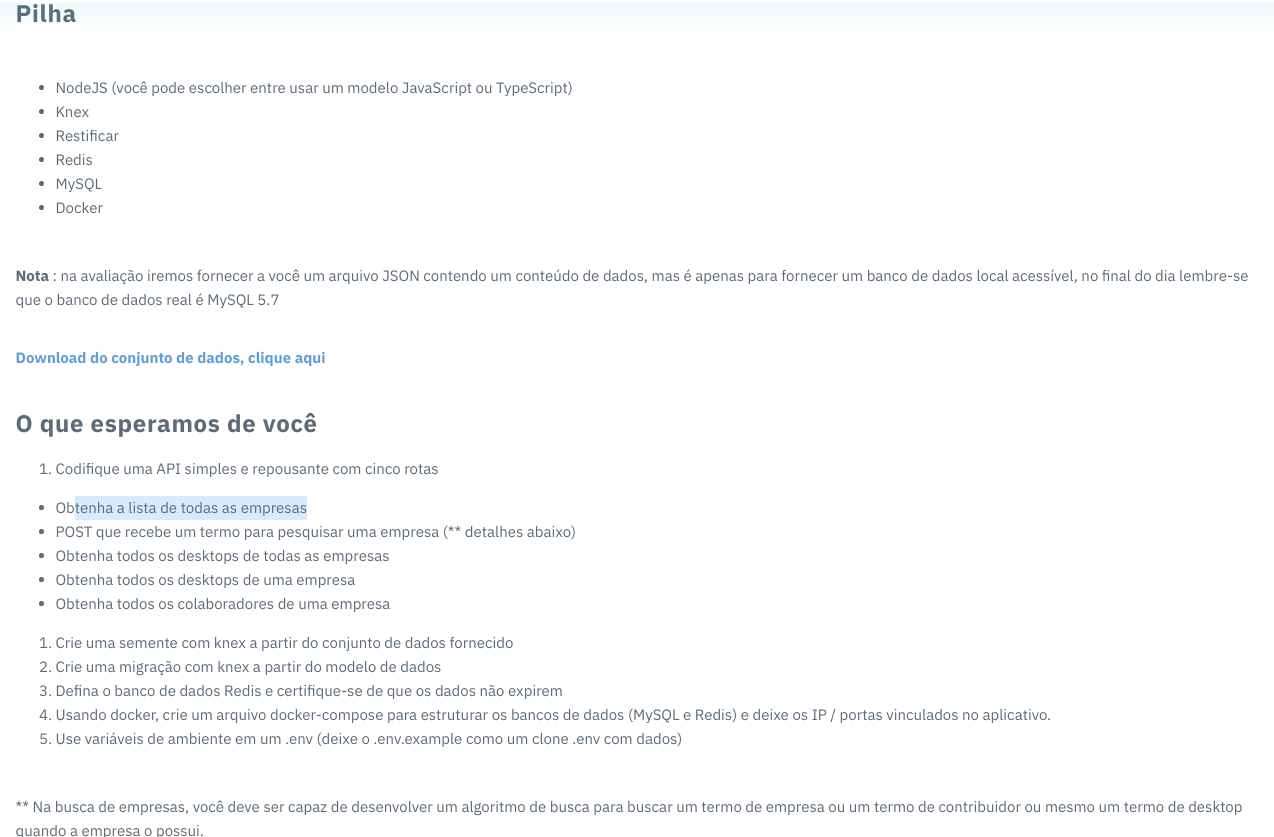 Pilha
NodeJS (você pode escolher entre usar um modelo JavaScript ou TypeScript)
Knex
Restificar
Redis
MySQL
Docker
Nota : na avaliação iremos fornecer a você um arquivo JSON contendo um conteúdo de dados, mas é apenas para fornecer um banco de dados local acessível, no final do dia lembre-se
que o banco de dados real é MySQL 5.7
Download do conjunto de dados, clique aqui
O que esperamos de você
1. Codifique uma API simples e repousante com cinco rotas
Obtenha a lista de todas as empresas
POST que recebe um termo para pesquisar uma empresa (** detalhes abaixo)
Obtenha todos os desktops de todas as empresas
Obtenha todos os desktops de uma empresa
Obtenha todos os colaboradores de uma empresa
1. Crie uma semente com knex a partir do conjunto de dados fornecido
2. Crie uma migração com knex a partir do modelo de dados
3. Defina o banco de dados Redis e certifique-se de que os dados não expirem
4. Usando docker, crie um arquivo docker-compose para estruturar os bancos de dados (MySQL e Redis) e deixe os IP / portas vinculados no aplicativo.
5. Use variáveis de ambiente em um .env (deixe o .env.example como um clone .env com dados)
** Na busca de empresas, você deve ser capaz de desenvolver um algoritmo de busca para buscar um termo de empresa ou um termo de contribuidor ou mesmo um termo de desktop
quando a empresa o possui.